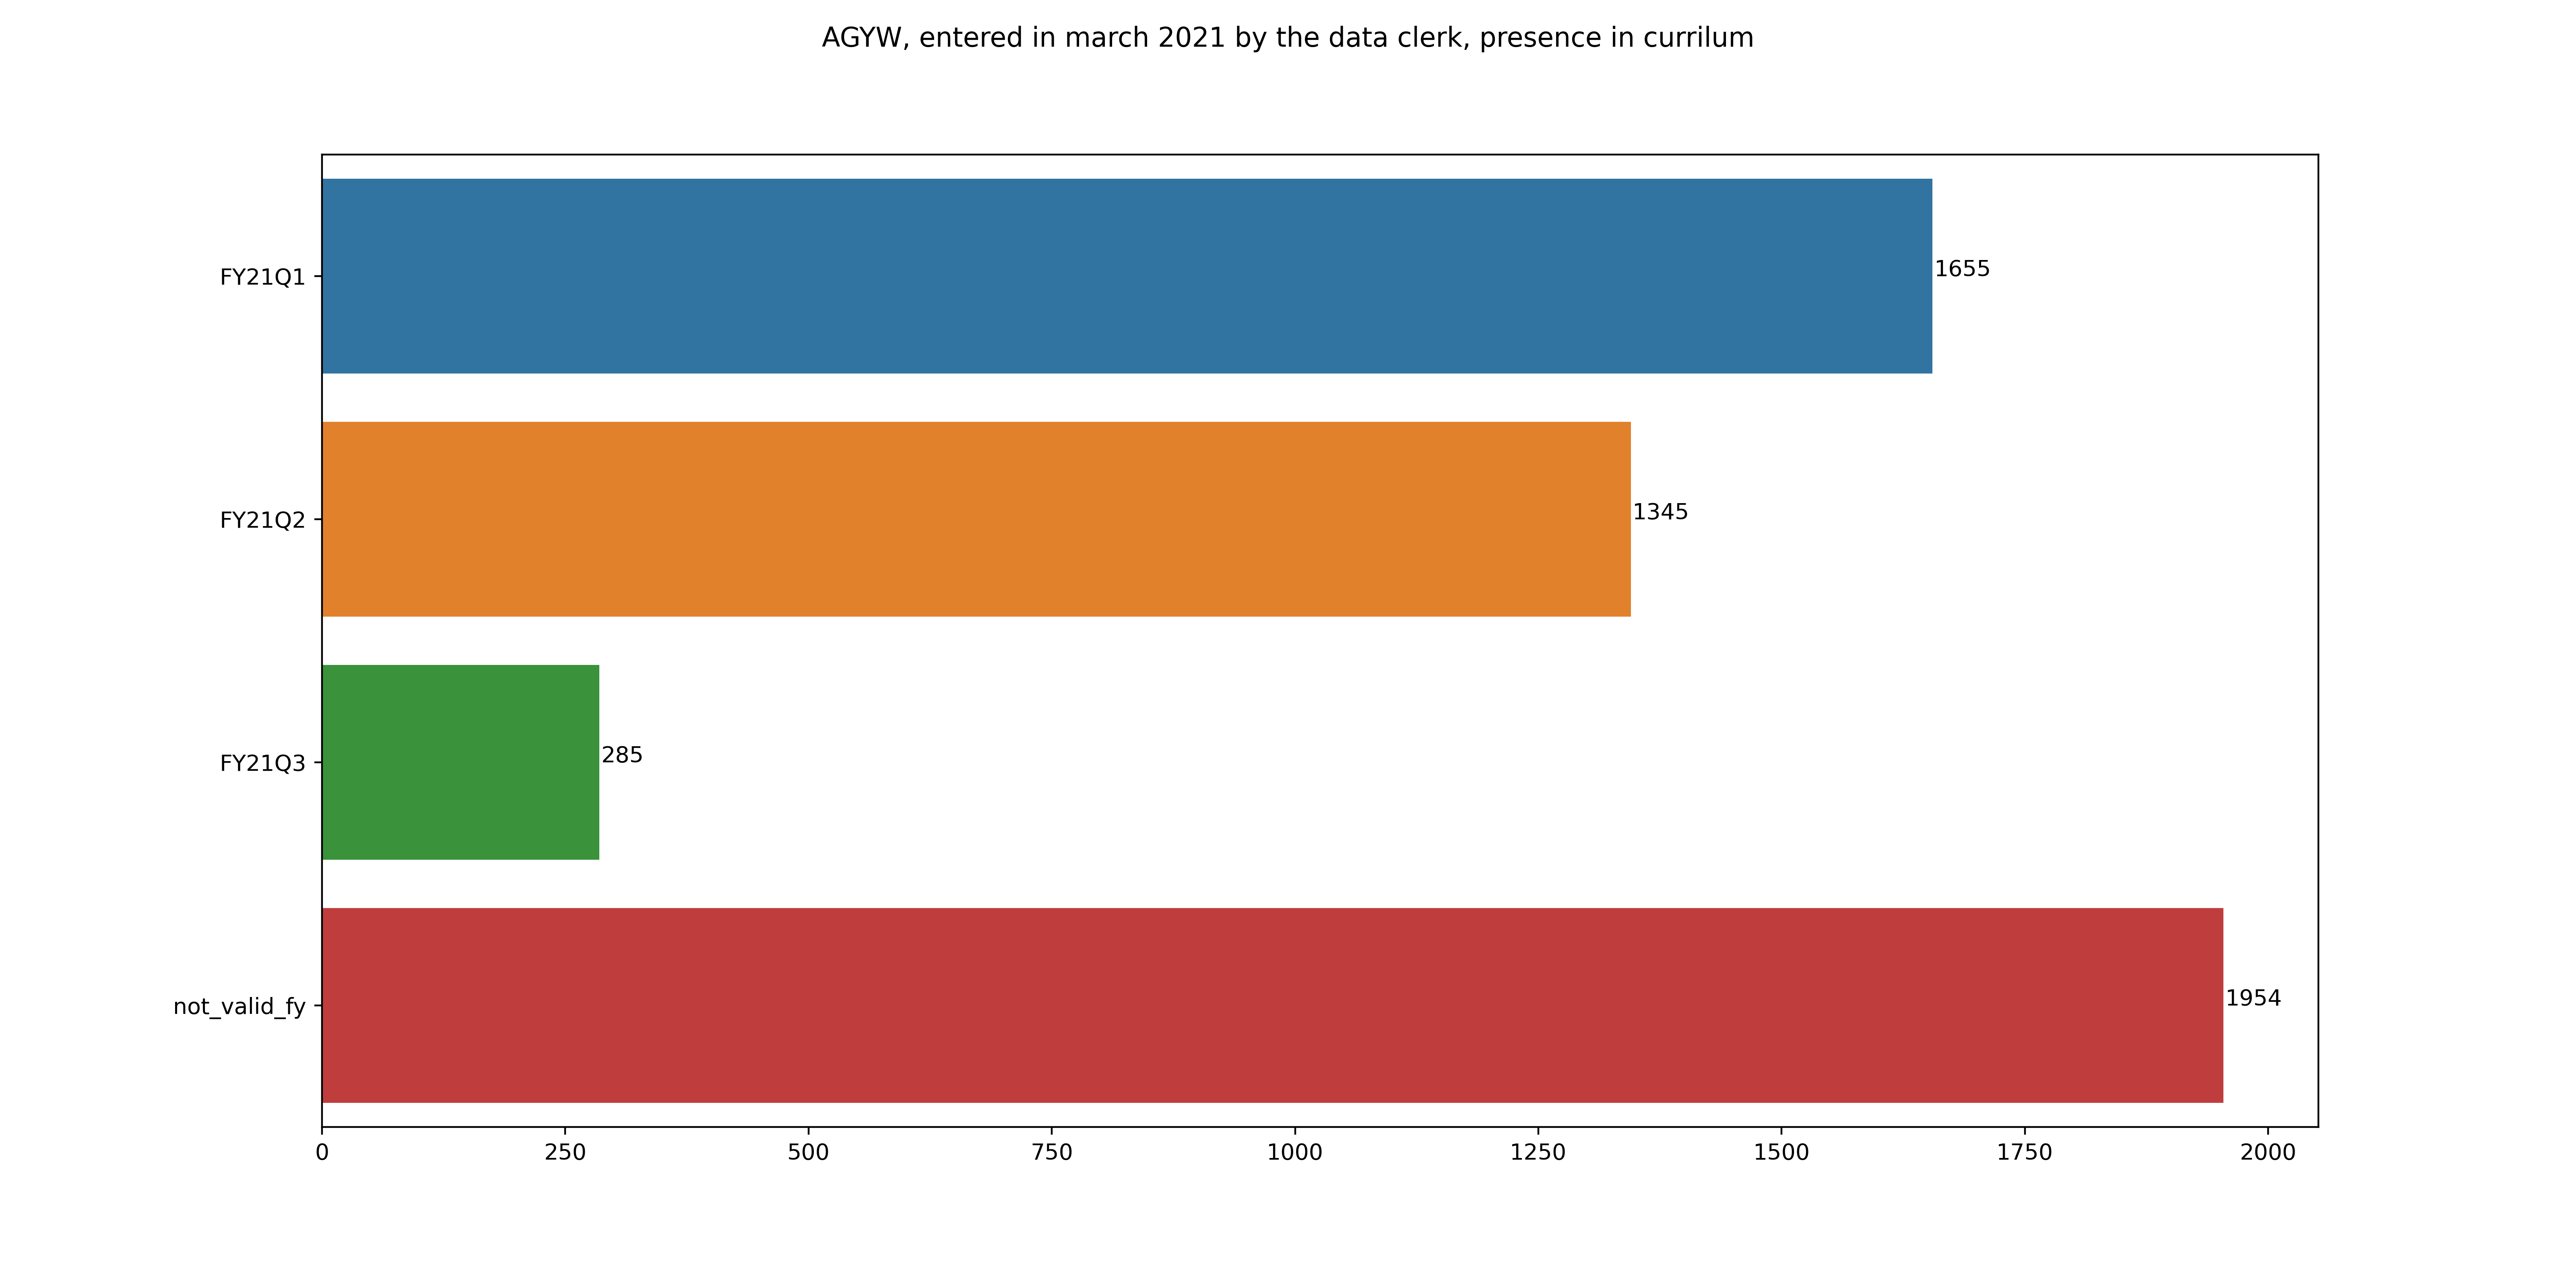 AGYW, entered in march 2021 by the data clerk, presence in currilum
FY21Q1
1655
FY21Q2
1345
FY21Q3
285
not_valid_fy
1954
0 250 500 750 1000 1250 1500 1750 2000